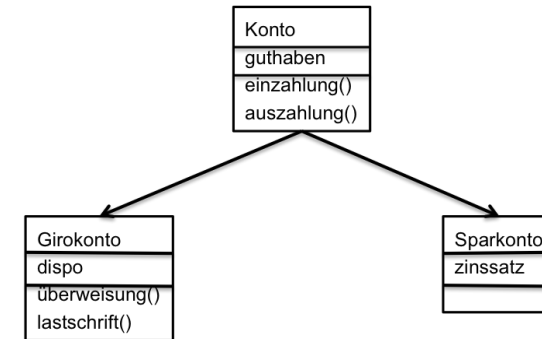 Konto
guthaben
einzahlung()
auszahlung()
Girokonto
dispo
überweisung()
lastschrift()
Sparkonto
zinssatz